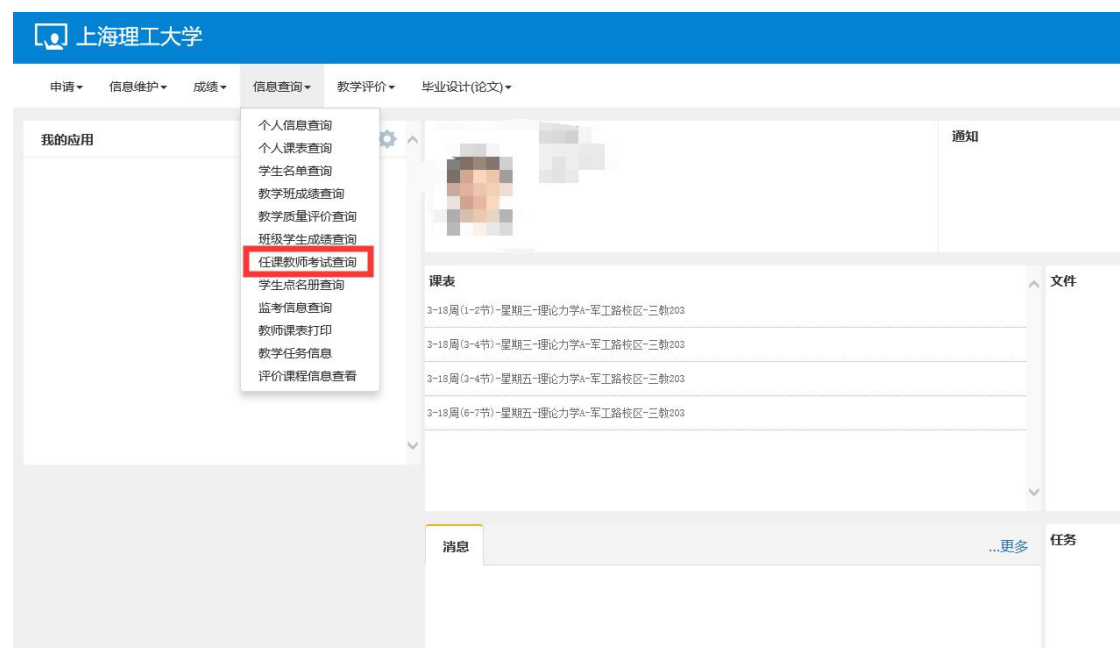 上海理工大学
申请 信息维护 成绩 信息查询 教学评价 毕业设计(论文)
我的应用
个人信息查询
个人课表查询
学生名单查询
教学班成绩查询
教学质量评价查询
班级学生成绩查询
任课教师考试查询
学生点名册查询
监考信息查询
教师课表打印
教学任务信息
评价课程信息查看
通知
课表
3-18周(1-2节)-星期三-理论力学A-军工路校区-三教203
3-18周(3-4节)-星期三-理论力学A-军工路校区-三教203
3-18周(3-4节)-星期五-理论力学A-军工路校区-三教203
3-18周(6-7节)-星期五-理论力学A-军工路校区-三教203
文件
消息
...更多
任务